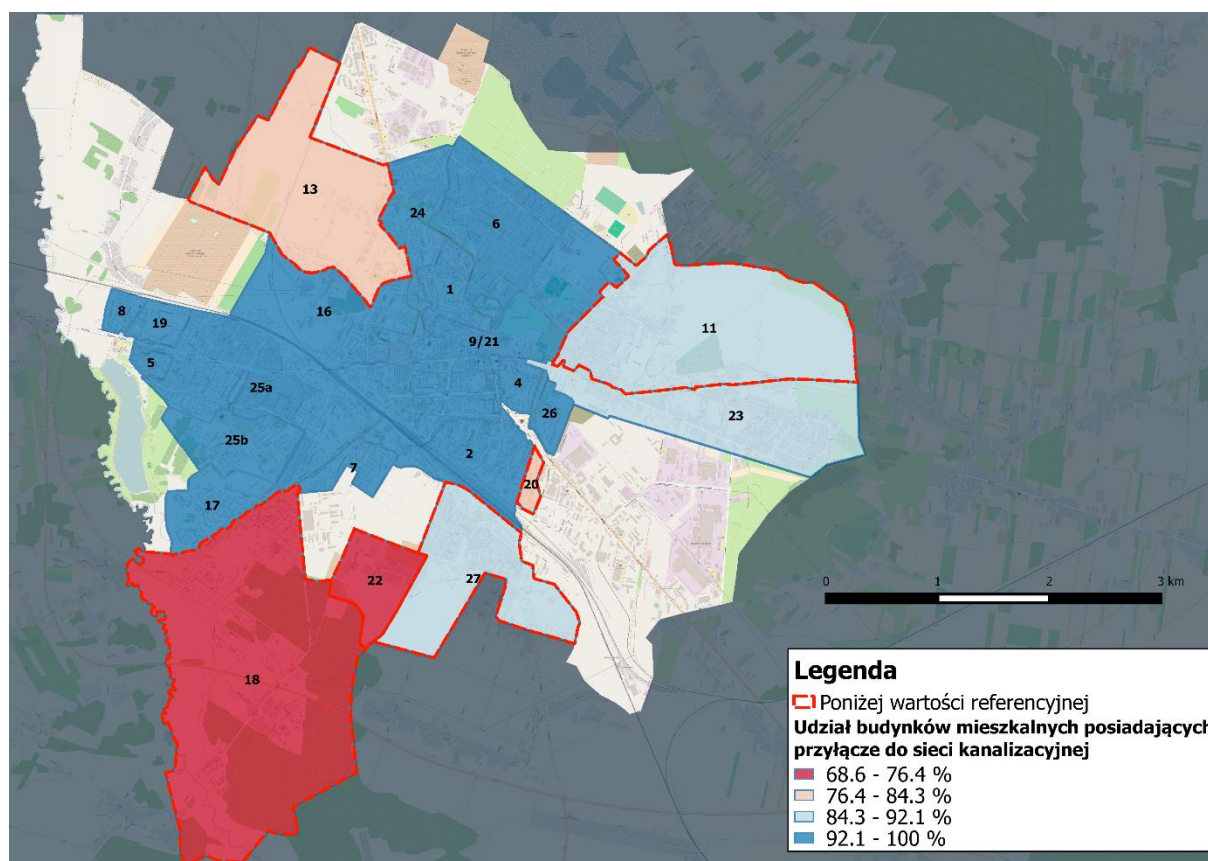 13
24
6
1
8
19
16
11
9/21
5
4
25a
26
23
25b
2
7
20
17
22
27
0 1 2 3 km
18
Legenda
Poniżej wartości referencyjnej
Udział budynków mieszkalnych posiadających
przyłącze do sieci kanalizacyjnej
68.6 - 76.4 %
76.4 - 84.3 %
84.3 - 92.1 %
92.1 - 100 %